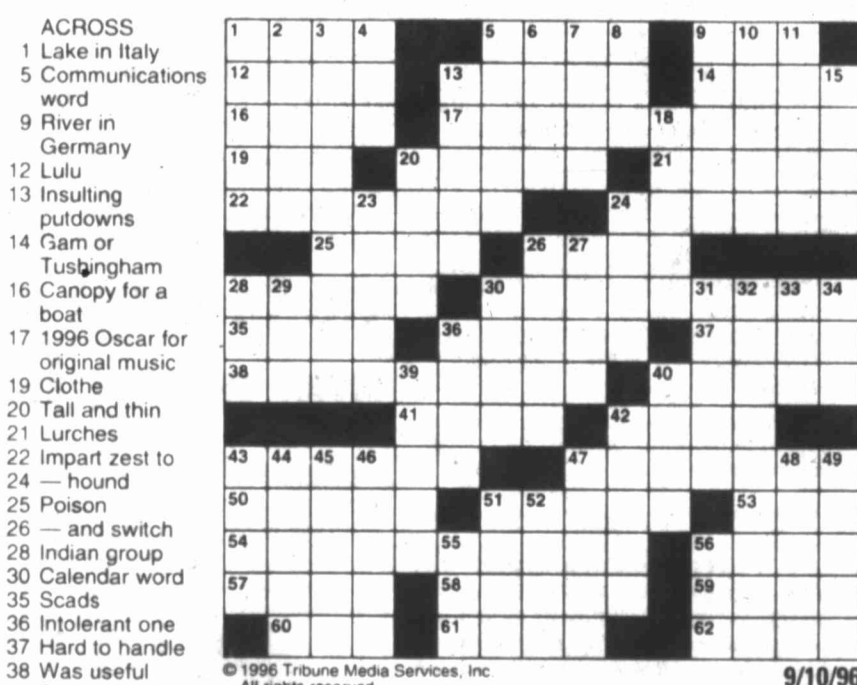 ACROSS
1 Lake in Italy
5 Communications
word
9 River in
Germany
12 Lulu
13 Insulting
putdowns
14 Gam or
Tushingham
16 Canopy for a
boat
17 1996 Oscar for
original music
19 Clothe
20 Tall and thin
21 Lurches
22 Impart zest to
24 — hound
25 Poison
26 — and switch
28 Indian group
30 Calendar word
35 Scads
36 Intolerant one
37 Hard to handle
38 Was useful
1 2 3 4 5 6 7 8 9 10 11
12 13 14 15
16 17 18
19 20 21
22 23 24
25 26 27
28 29 30 31 32 33 34
35 36 37
38 39 40
41 42
43 44 45 46 47 48 49
50 51 52 53
54 55 56
57 58 59
60 61 62
© 1996 Tribune Media Services, Inc.
All rights reserved
9/10/96